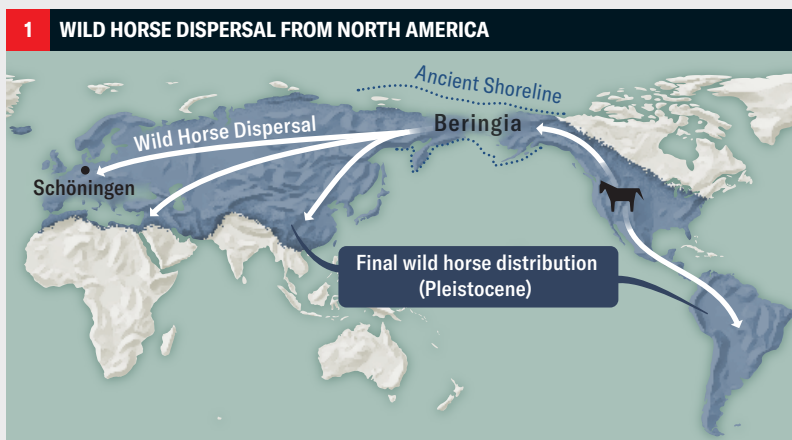 1 WILD HORSE DISPERSAL FROM NORTH AMERICA
Ancient Shoreline
Beringia
Wild Horse Dispersal
Schöningen
Final wild horse distribution
(Pleistocene)